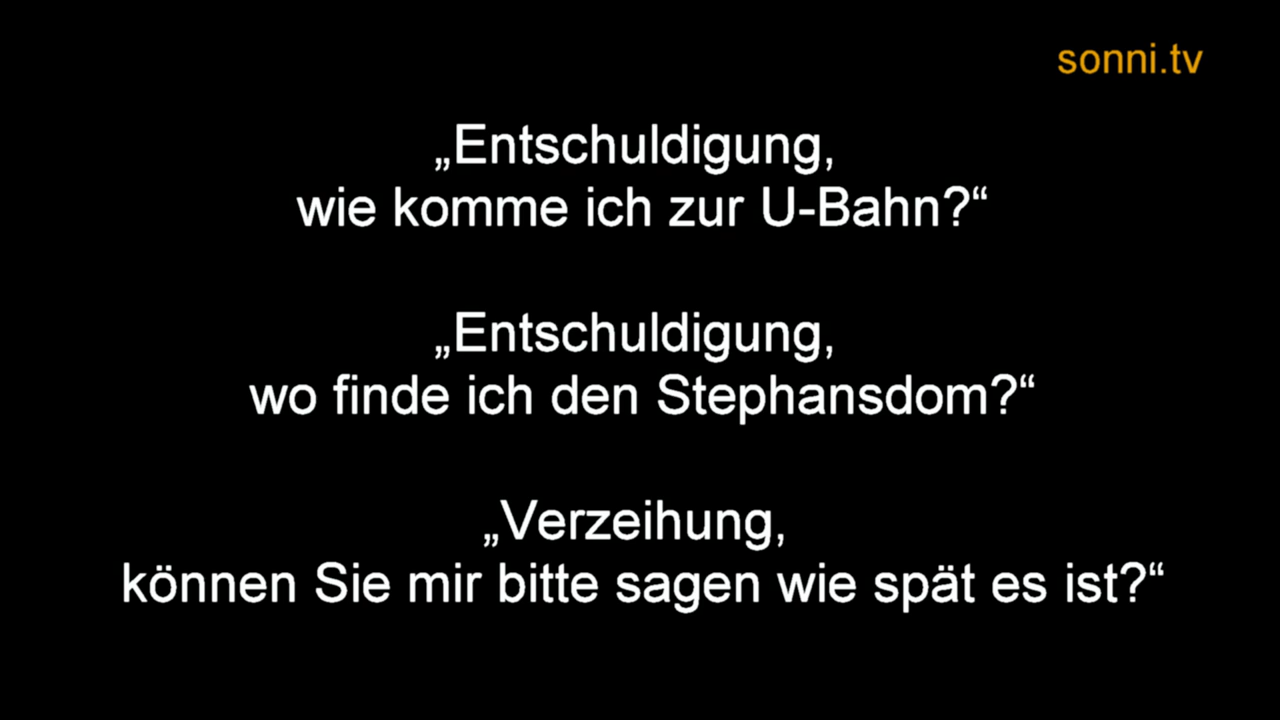 sonni.tv
„Entschuldigung,
wie komme ich zur U-Bahn?“
„Entschuldigung,
wo finde ich den Stephansdom?“
„Verzeihung,
können Sie mir bitte sagen wie spät es ist?“